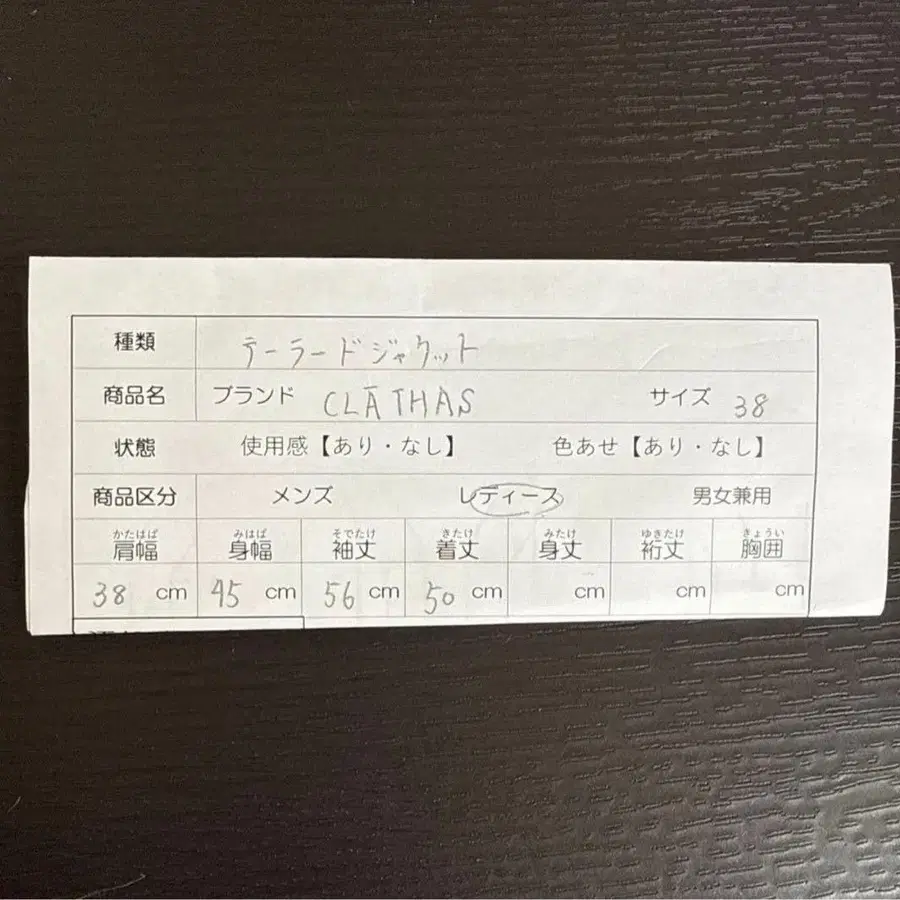 種類 テーラードジャケット
商品名 ブランド CLATHAS サイズ 38
状態 使用感【あり・なし】 色あせ【あり・なし】
商品区分 メンズ レディース 男女兼用
かたはば みはば そでたけ きたけ みたけ ゆきたけ きょうい
肩幅 身幅 袖丈 着丈 身丈 裄丈 胸囲
38 cm 45 cm 56 cm 50 cm cm cm cm